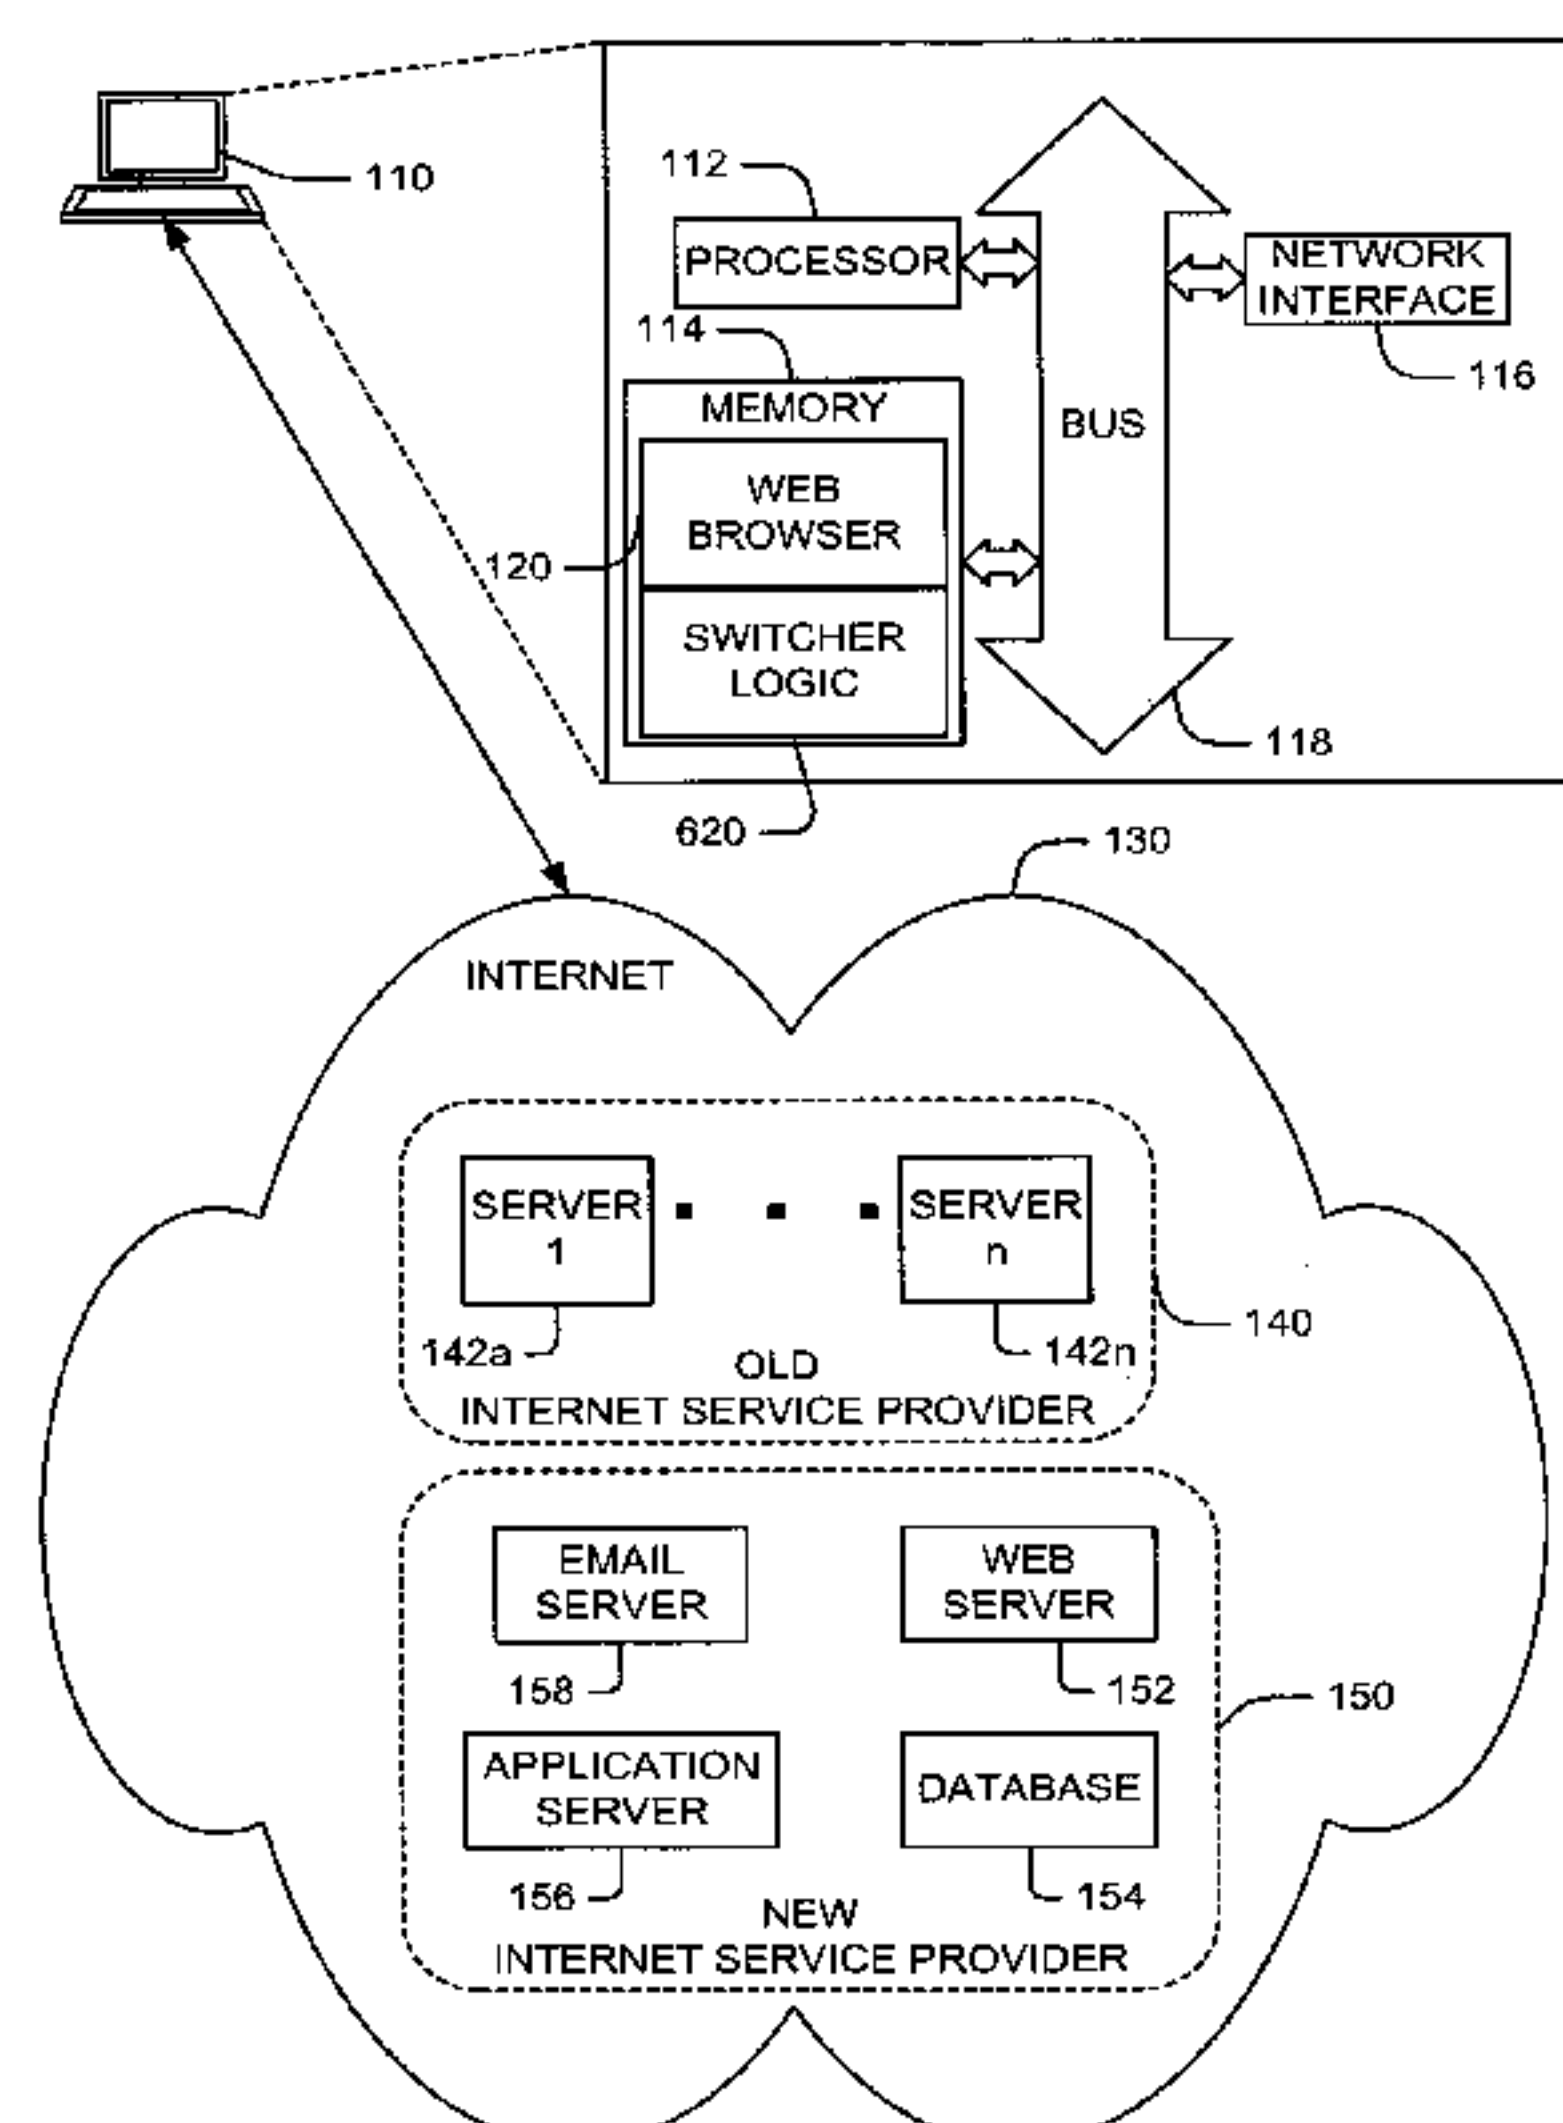 110
112
PROCESSOR
NETWORK
INTERFACE
116
114
MEMORY
BUS
WEB
BROWSER
120
SWITCHER
LOGIC
118
620
130
INTERNET
SERVER
1
SERVER
n
142a
142n
140
OLD
INTERNET SERVICE PROVIDER
EMAIL
SERVER
WEB
SERVER
158
152
150
APPLICATION
SERVER
DATABASE
156
154
NEW
INTERNET SERVICE PROVIDER